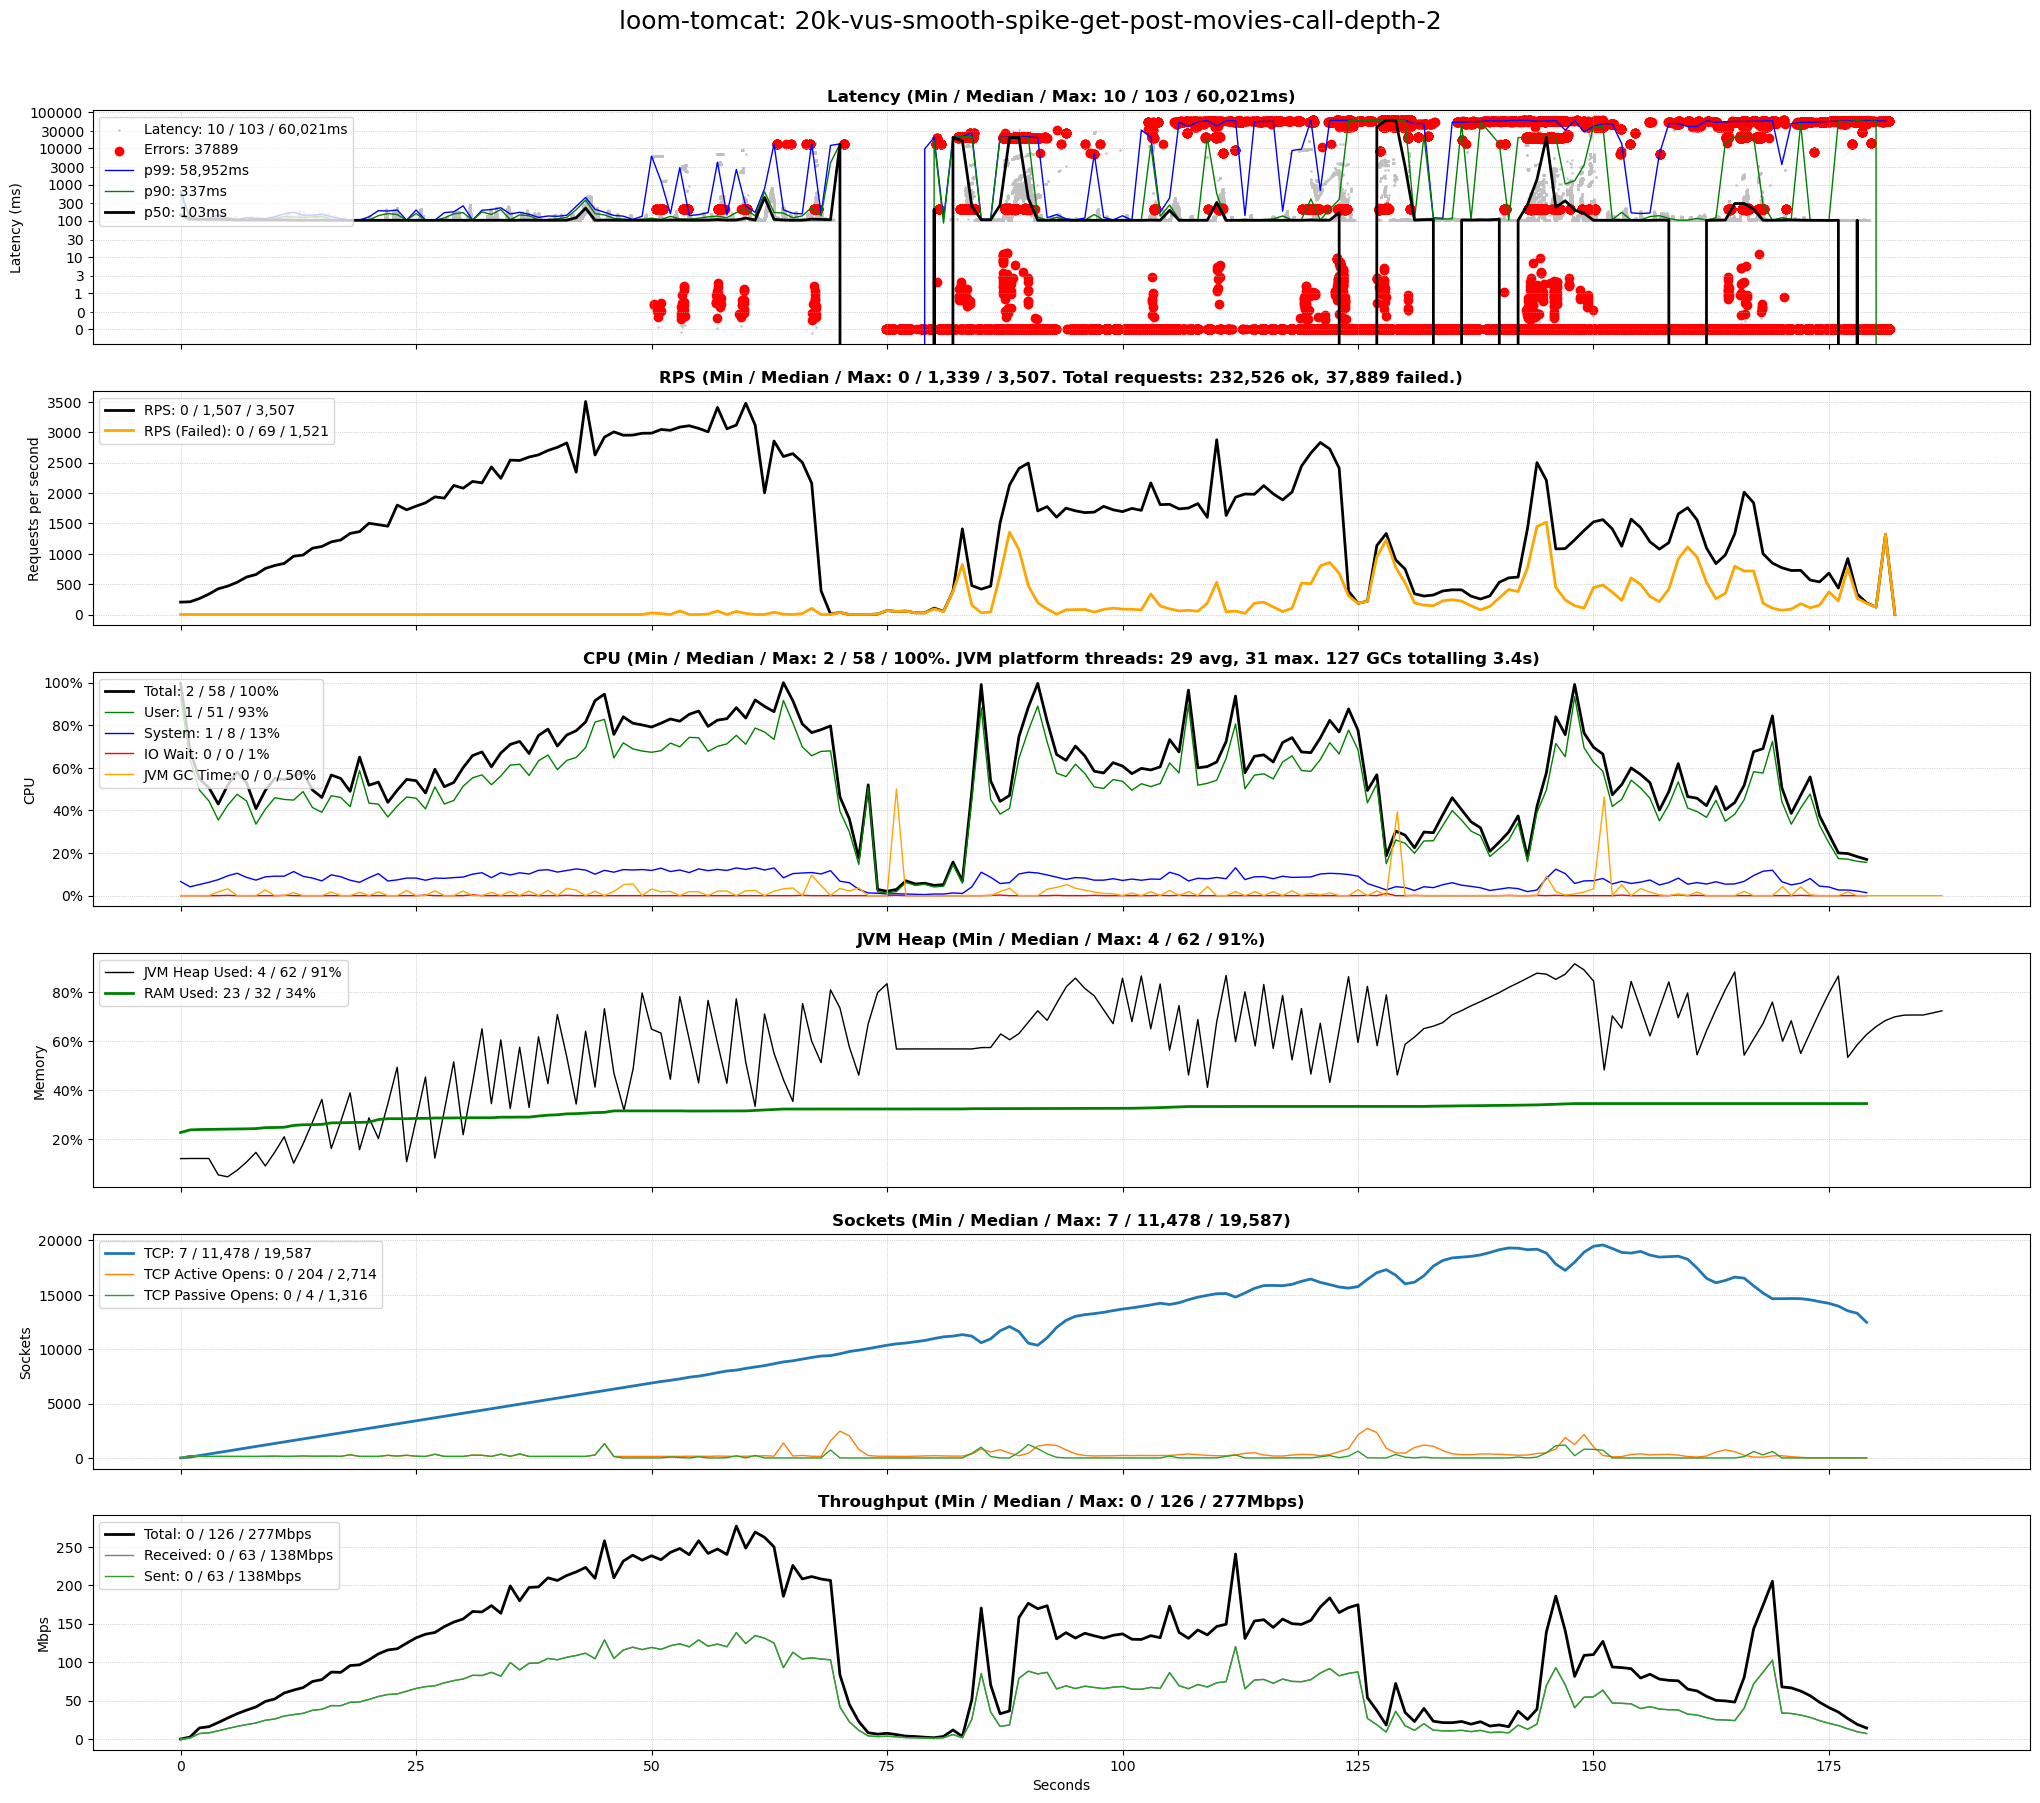 loom-tomcat: 20k-vus-smooth-spike-get-post-movies-call-depth-2
Latency (Min / Median / Max: 10 / 103 / 60,021ms)
Latency (ms)
100000
30000
10000
3000
1000
300
100
30
10
3
1
0
0
Latency: 10 / 103 / 60,021ms
Errors: 37889
p99: 58,952ms
p90: 337ms
p50: 103ms
RPS (Min / Median / Max: 0 / 1,339 / 3,507. Total requests: 232,526 ok, 37,889 failed.)
Requests per second
3500
3000
2500
2000
1500
1000
500
0
RPS: 0 / 1,507 / 3,507
RPS (Failed): 0 / 69 / 1,521
CPU (Min / Median / Max: 2 / 58 / 100%. JVM platform threads: 29 avg, 31 max. 127 GCs totalling 3.4s)
CPU
100%
80%
60%
40%
20%
0%
Total: 2 / 58 / 100%
User: 1 / 51 / 93%
System: 1 / 8 / 13%
IO Wait: 0 / 0 / 1%
JVM GC Time: 0 / 0 / 50%
JVM Heap (Min / Median / Max: 4 / 62 / 91%)
Memory
80%
60%
40%
20%
JVM Heap Used: 4 / 62 / 91%
RAM Used: 23 / 32 / 34%
Sockets (Min / Median / Max: 7 / 11,478 / 19,587)
Sockets
20000
15000
10000
5000
0
TCP: 7 / 11,478 / 19,587
TCP Active Opens: 0 / 204 / 2,714
TCP Passive Opens: 0 / 4 / 1,316
Throughput (Min / Median / Max: 0 / 126 / 277Mbps)
Mbps
250
200
150
100
50
0
Total: 0 / 126 / 277Mbps
Received: 0 / 63 / 138Mbps
Sent: 0 / 63 / 138Mbps
0 25 50 75 100 125 150 175
Seconds